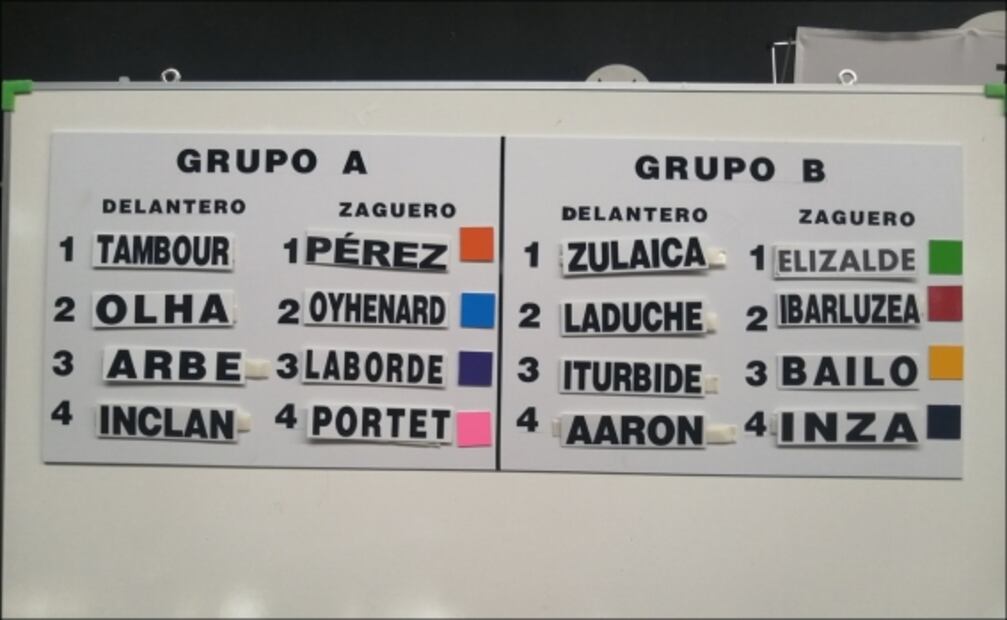 GRUPO A
DELANTERO ZAGUERO
1 TAMBOUR 1 PÉREZ
2 OLHA 2 OYHENARD
3 ARBE 3 LABORDE
4 INCLAN 4 PORTET
GRUPO B
DELANTERO ZAGUERO
1 ZULAICA 1 ELIZALDE
2 LADUCHE 2 IBARLUZEA
3 ITURBIDE 3 BAILO
4 AARON 4 INZA